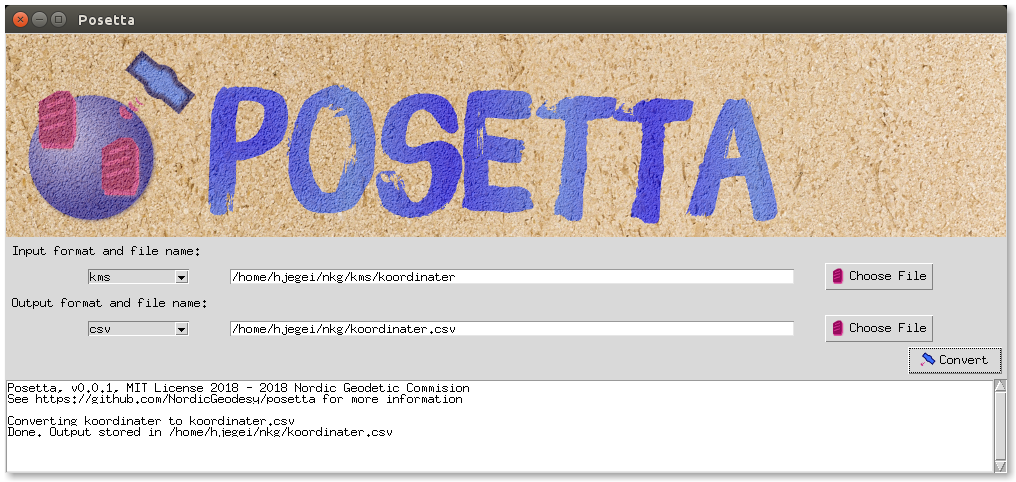 Posetta
POSETTA
Input format and file name:
kms /home/hjegei/nkg/kms/koordinater Choose File
Output format and file name:
csv /home/hjegei/nkg/koordinater.csv Choose File
Convert
Posetta, v0.0.1, MIT License 2018 - 2018 Nordic Geodetic Commision
See https://github.com/NordicGeodesy/posetta for more information
Converting koordinater to koordinater.csv
Done. Output stored in /home/hjegei/nkg/koordinater.csv